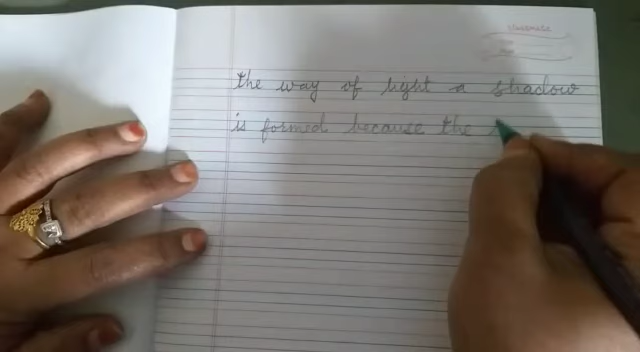 the way of light a shadow
is formed because the